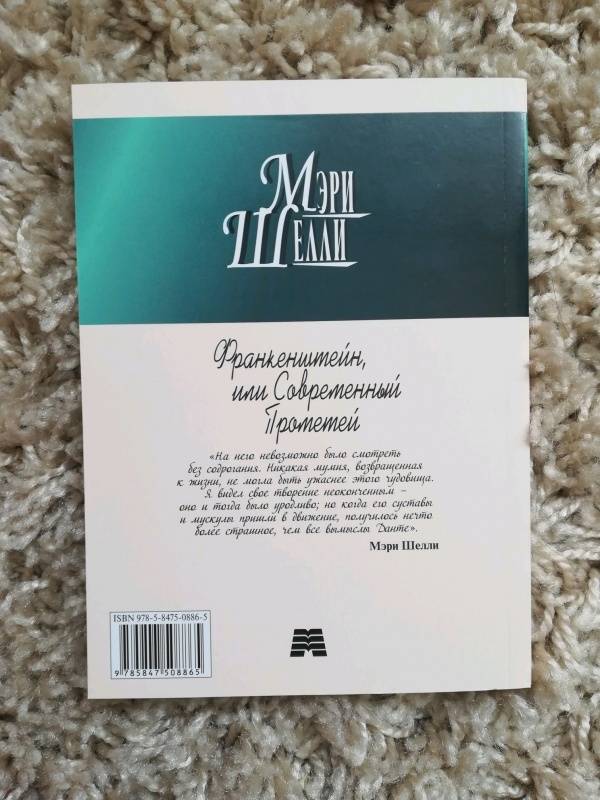 Мэри
Шелли
Франкенштейн,
или Современный
Прометей
«На него невозможно было смотреть
без содрогания. Никакая мумия, возвращенная
к жизни, не могла быть ужаснее этого чудовища.
Я видел свое творение неоконченным –
оно и тогда было уродливо; но когда его суставы
и мускулы пришли в движение, получилось нечто
более страшное, чем все вымыслы Данте».
Мэри Шелли
ISBN 978-5-8475-0886-5
9 785847 508865